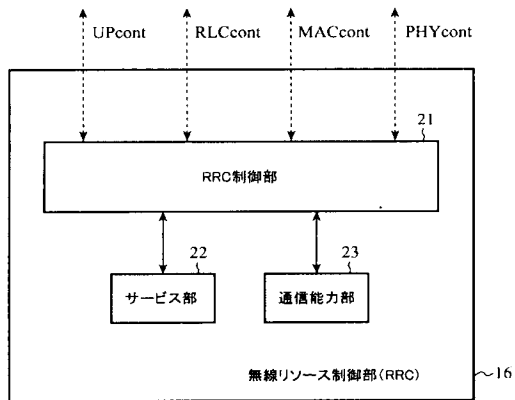 UPcont RLCcont MACcont PHYcont
21
RRC制御部
22 23
サービス部 通信能力部
無線リソース制御部(RRC) 16